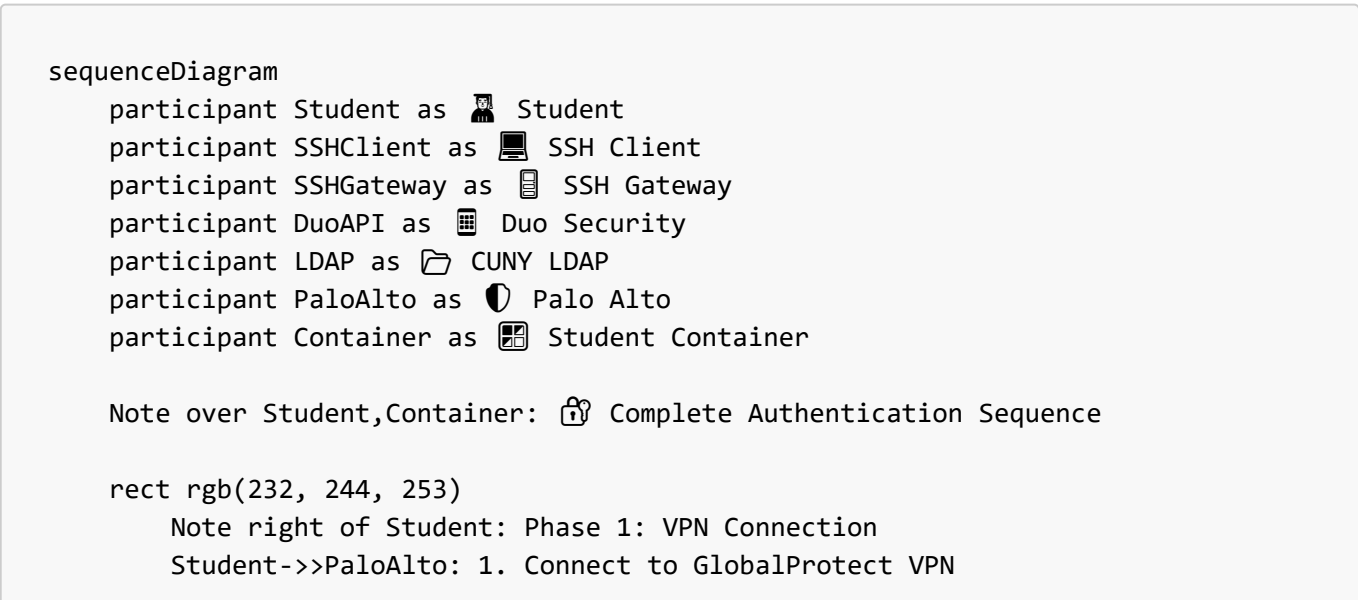 sequenceDiagram
participant Student as 👨‍🎓 Student
participant SSHClient as 💻 SSH Client
participant SSHGateway as 🖥 SSH Gateway
participant DuoAPI as 📱 Duo Security
participant LDAP as 📂 CUNY LDAP
participant PaloAlto as 🛡 Palo Alto
participant Container as 🪟 Student Container
Note over Student,Container: 🔐 Complete Authentication Sequence
rect rgb(232, 244, 253)
Note right of Student: Phase 1: VPN Connection
Student->>PaloAlto: 1. Connect to GlobalProtect VPN